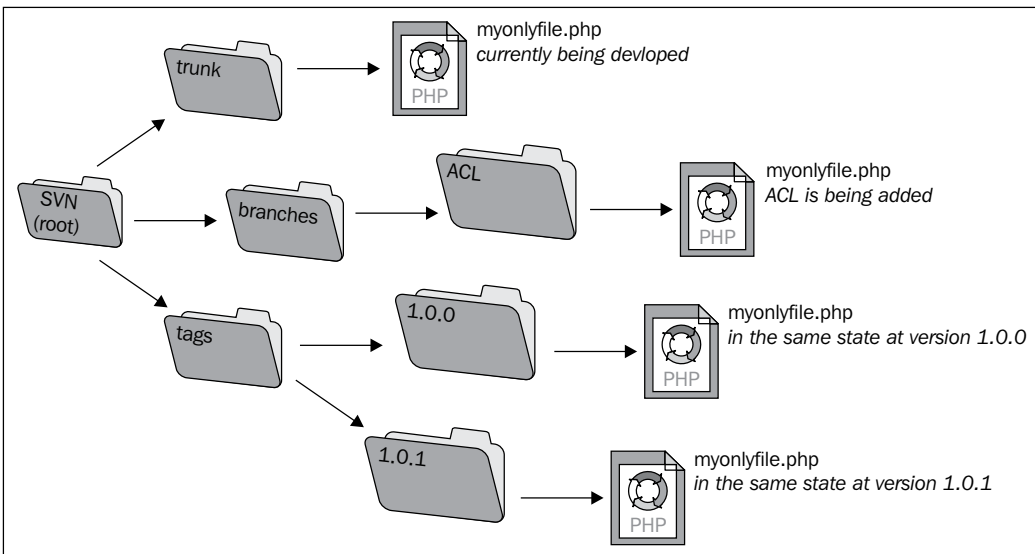 trunk
myonlyfile.php
currently being devloped
PHP
SVN
(root)
branches
ACL
myonlyfile.php
ACL is being added
PHP
tags
1.0.0
myonlyfile.php
in the same state at version 1.0.0
PHP
1.0.1
myonlyfile.php
in the same state at version 1.0.1
PHP